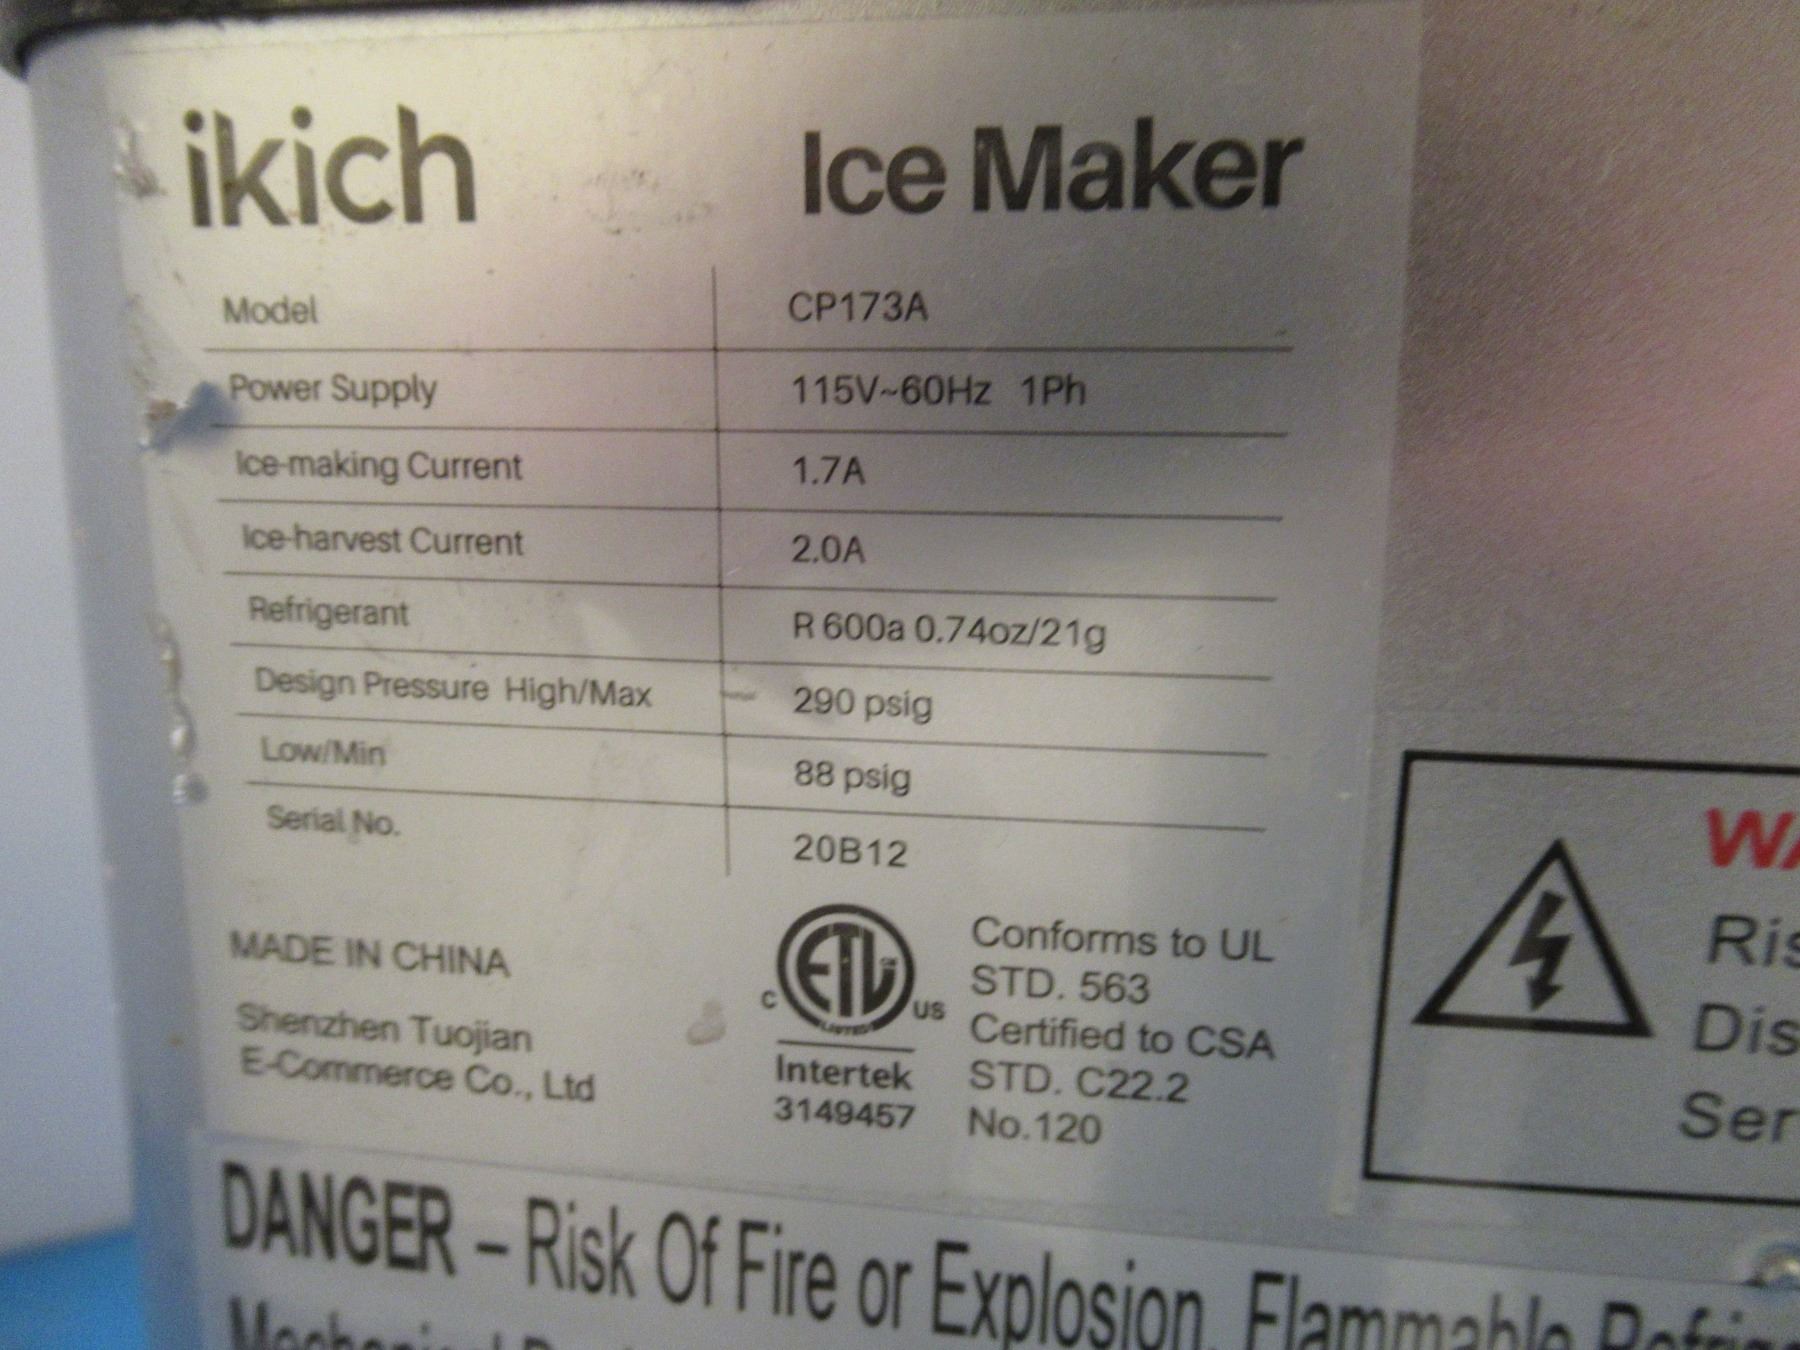 ikich Ice Maker
Model CP173A
Power Supply 115V~60Hz 1Ph
Ice-making Current 1.7A
Ice-harvest Current 2.0A
Refrigerant R 600a 0.74oz/21g
Design Pressure High/Max 290 psig
Low/Min 88 psig
Serial No. 20B12
MADE IN CHINA
Shenzhen Tuojian
E-Commerce Co., Ltd
ETL
LISTED
C US
Intertek
3149457
Conforms to UL
STD. 563
Certified to CSA
STD. C22.2
No.120
DANGER – Risk Of Fire or Explosion. Flammable